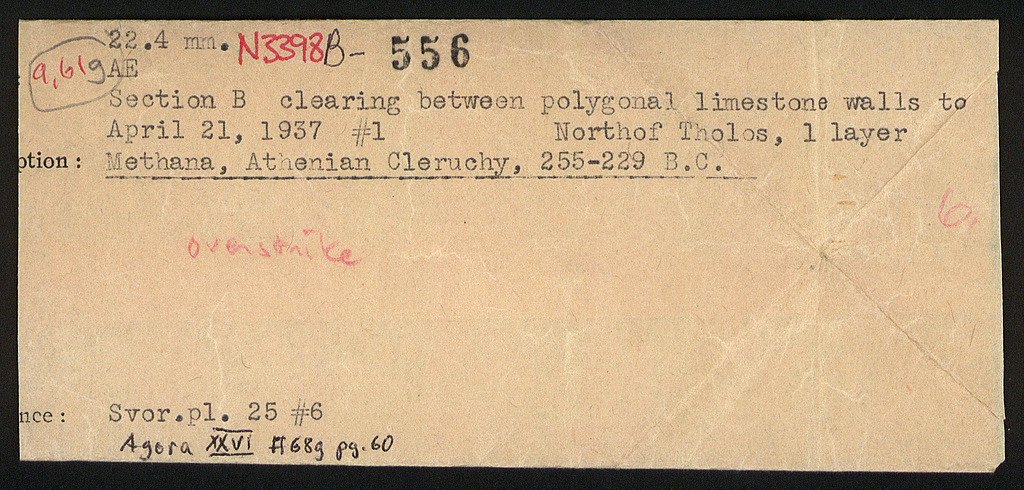 22.4 mm. N3398 B- 556
9,61g AE
Section B clearing between polygonal limestone walls to
April 21, 1937 #1 Northof Tholos, 1 layer
ption: Methana, Athenian Cleruchy, 255-229 B.C.
6,
overstrike
nce: Svor.pl. 25 #6
Agora XXVI #68g pg.60